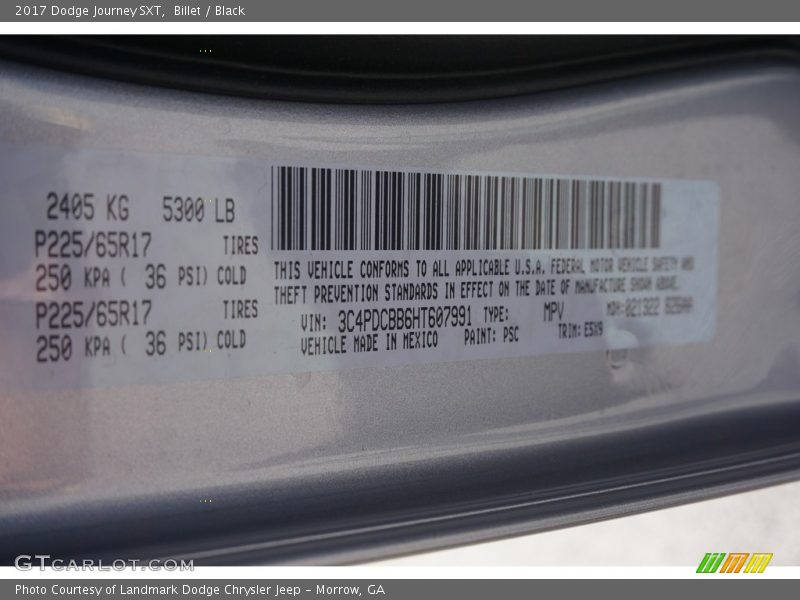 2017 Dodge Journey SXT, Billet / Black
2405 KG 5300 LB
P225/65R17 TIRES
250 KPA ( 36 PSI) COLD
P225/65R17 TIRES
250 KPA ( 36 PSI) COLD
THIS VEHICLE CONFORMS TO ALL APPLICABLE U.S.A. FEDERAL MOTOR VEHICLE SAFETY AND
THEFT PREVENTION STANDARDS IN EFFECT ON THE DATE OF MANUFACTURE SHOWN ABOVE.
VIN: 3C4PDCBB6HT607991 TYPE: MPV MDH: 021322
VEHICLE MADE IN MEXICO PAINT: PSC TRIM:
GTcarlot.com
Photo Courtesy of Landmark Dodge Chrysler Jeep - Morrow, GA